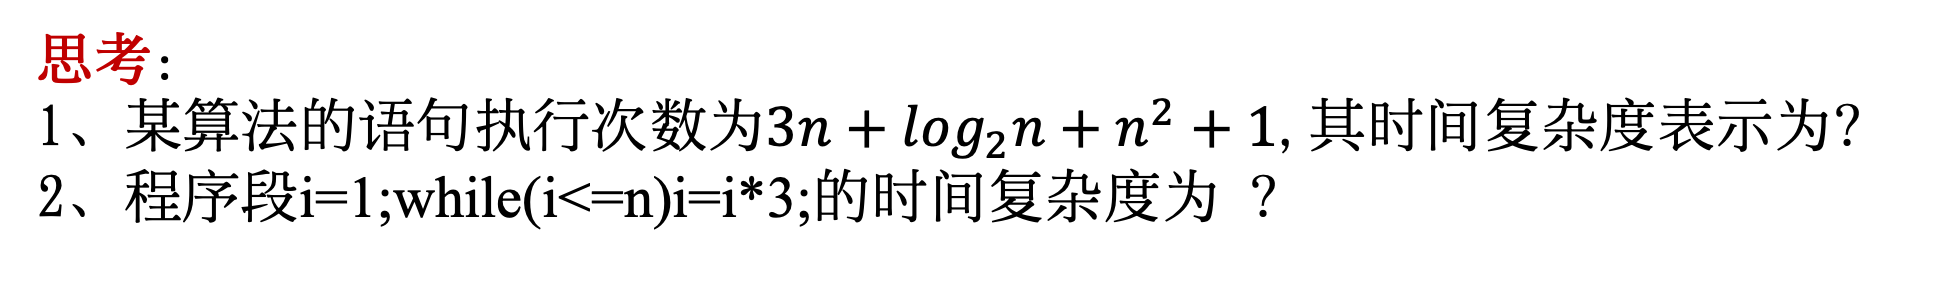 思考：
1、某算法的语句执行次数为3n + log₂n + n² + 1, 其时间复杂度表示为?
2、程序段i=1;while(i<=n)i=i*3;的时间复杂度为 ?